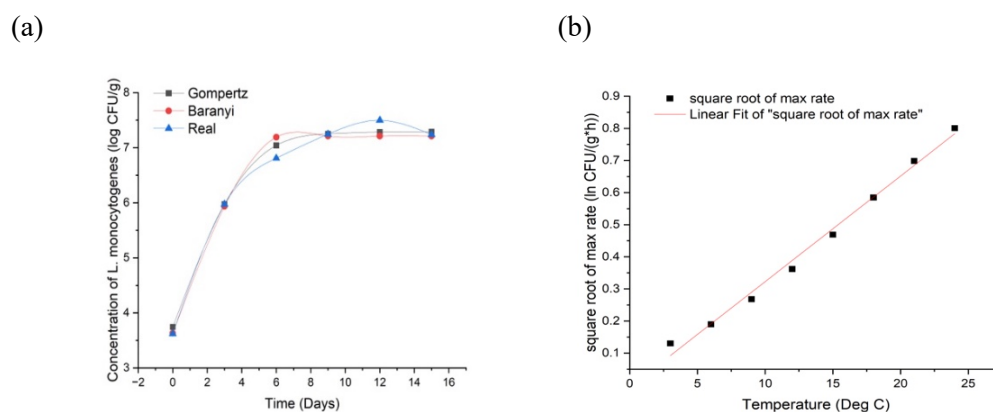 (a)
(b)
Gompertz
Baranyi
Real
Concentration of L. monocytogenes (log CFU/g)
8
7
6
5
4
3
−2
0
2
4
6
8
10
12
14
16
Time (Days)
square root of max rate
Linear Fit of "square root of max rate"
square root of max rate (ln CFU/(g*h))
0.9
0.8
0.7
0.6
0.5
0.4
0.3
0.2
0.1
0
5
10
15
20
25
Temperature (Deg C)